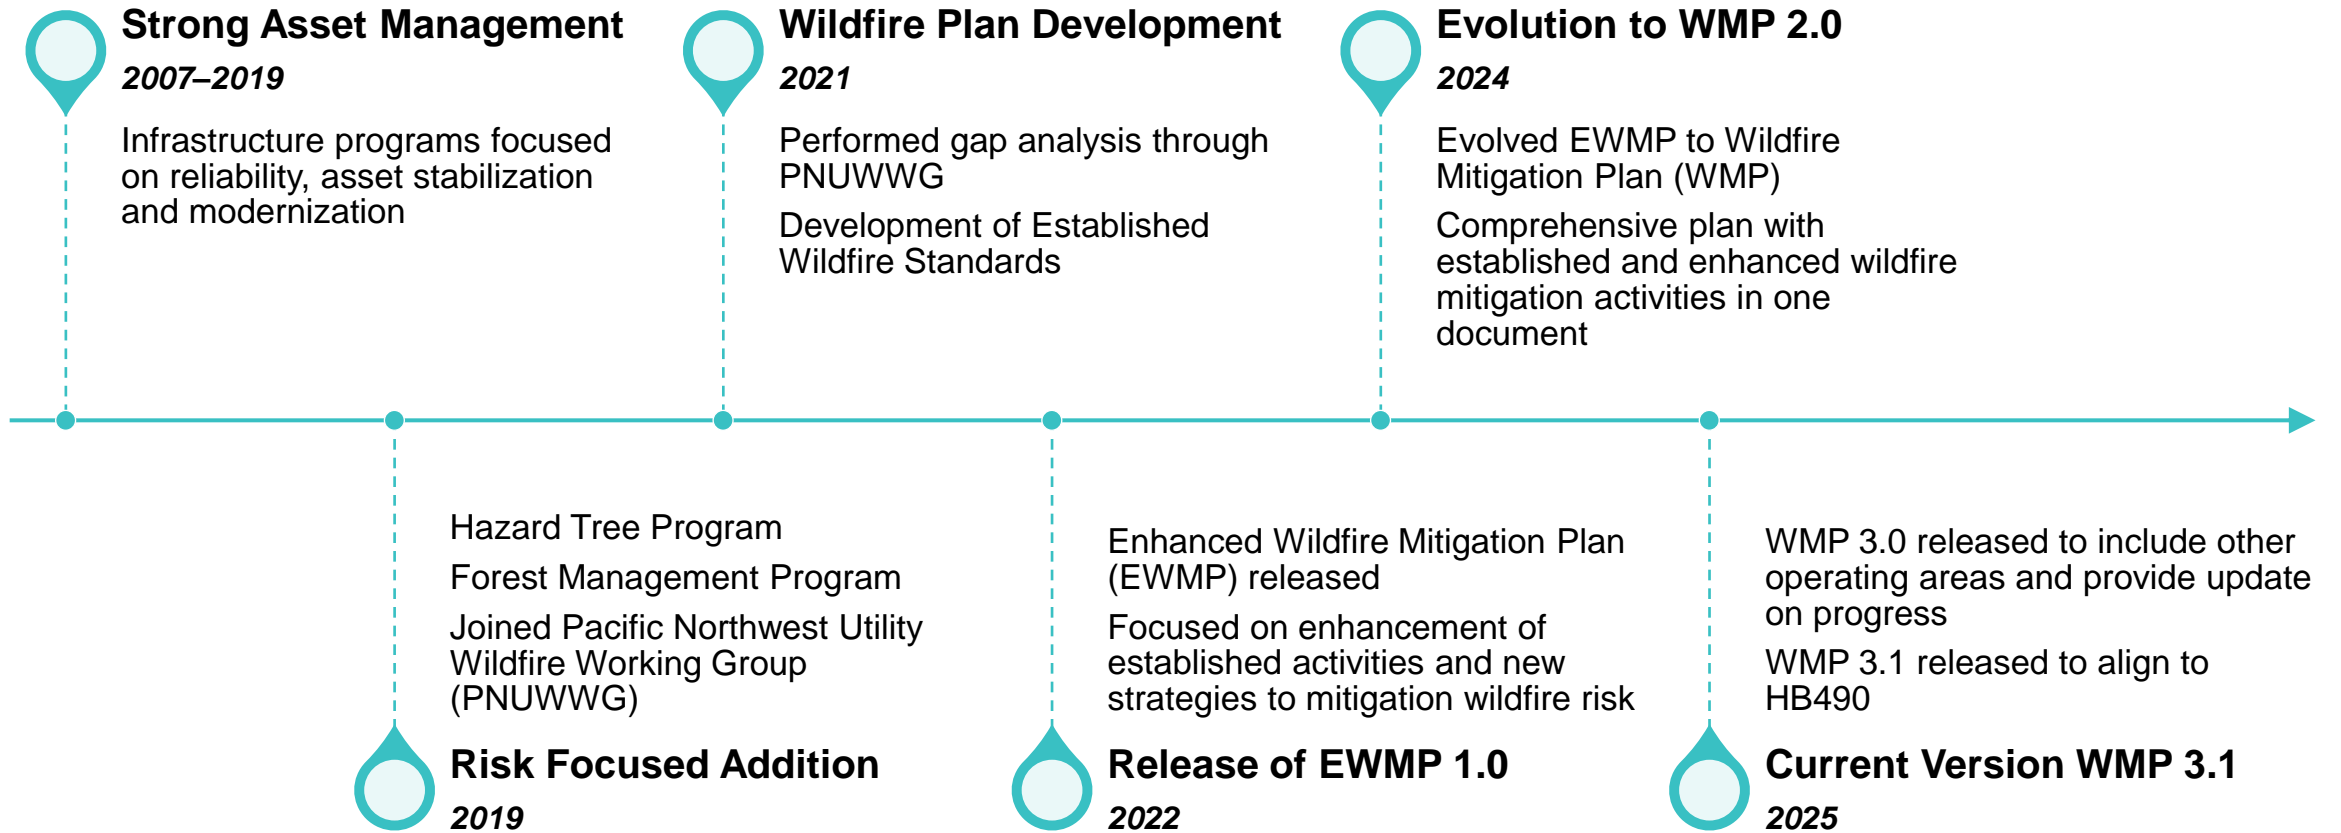 Strong Asset Management
2007–2019
Infrastructure programs focused
on reliability, asset stabilization
and modernization
Hazard Tree Program
Forest Management Program
Joined Pacific Northwest Utility
Wildfire Working Group
(PNUWWG)
Risk Focused Addition
2019
Wildfire Plan Development
2021
Performed gap analysis through
PNUWWG
Development of Established
Wildfire Standards
Enhanced Wildfire Mitigation Plan
(EWMP) released
Focused on enhancement of
established activities and new
strategies to mitigation wildfire risk
Release of EWMP 1.0
2022
Evolution to WMP 2.0
2024
Evolved EWMP to Wildfire
Mitigation Plan (WMP)
Comprehensive plan with
established and enhanced wildfire
mitigation activities in one
document
WMP 3.0 released to include other
operating areas and provide update
on progress
WMP 3.1 released to align to
HB490
Current Version WMP 3.1
2025